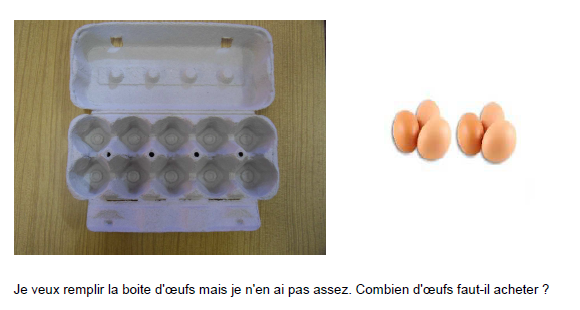 Je veux remplir la boite d'œufs mais je n'en ai pas assez. Combien d'œufs faut-il acheter ?